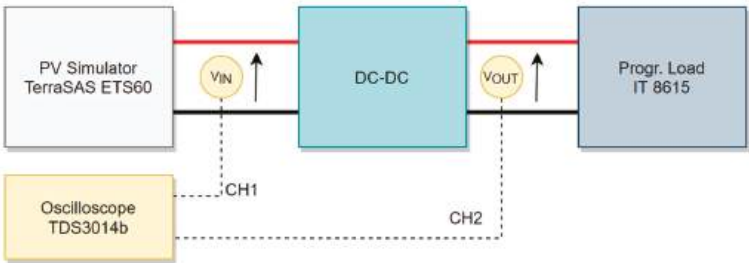 PV Simulator
TerraSAS ETS60
VIN
DC-DC
VOUT
Progr. Load
IT 8615
CH1
Oscilloscope
TDS3014b
CH2